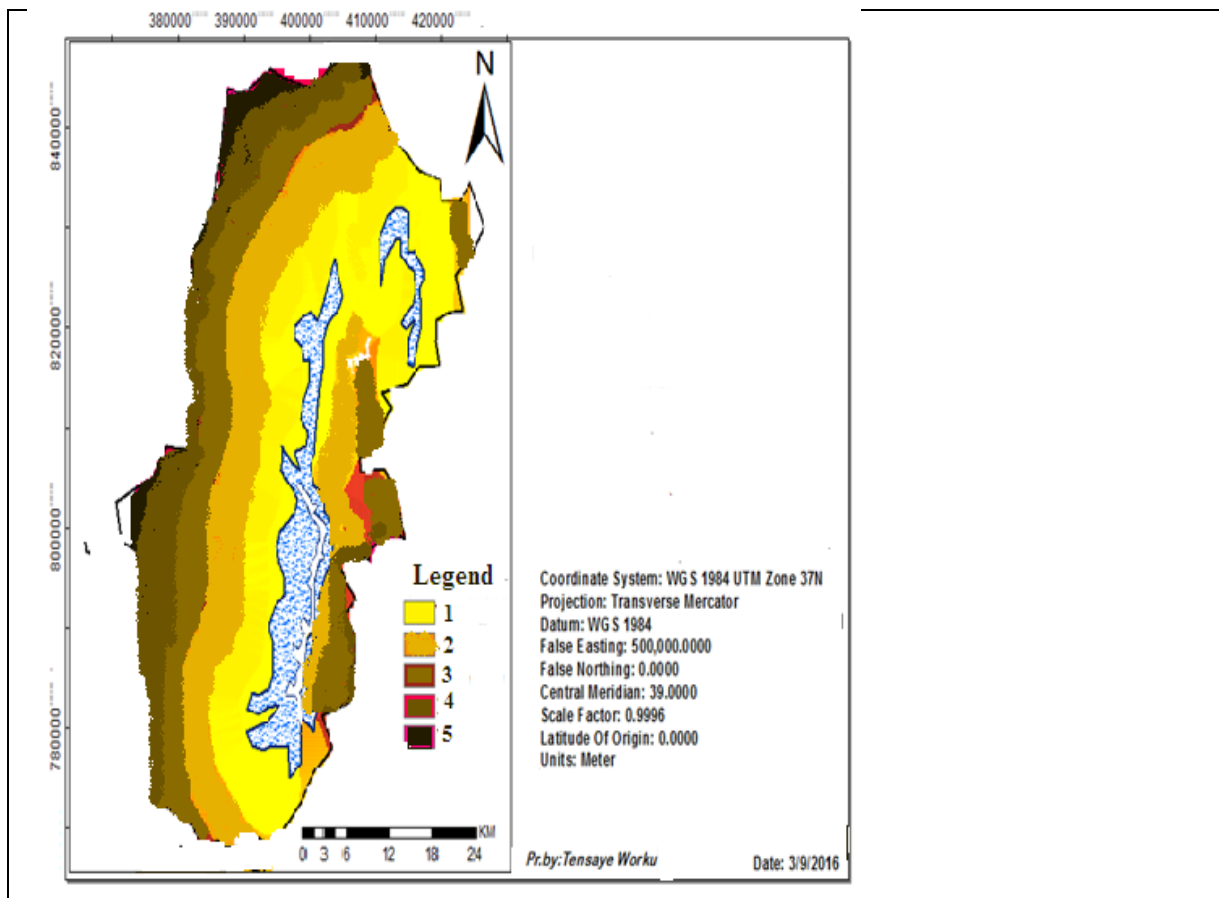 380000 390000 400000 410000 420000
N
840000
820000
800000
780000
Legend
1
2
3
4
5
KM
0 3 6 12 18 24
Coordinate System: WGS 1984 UTM Zone 37N
Projection: Transverse Mercator
Datum: WGS 1984
False Easting: 500,000.0000
False Northing: 0.0000
Central Meridian: 39.0000
Scale Factor: 0.9996
Latitude Of Origin: 0.0000
Units: Meter
Pr.by:Tensaye Worku
Date: 3/9/2016